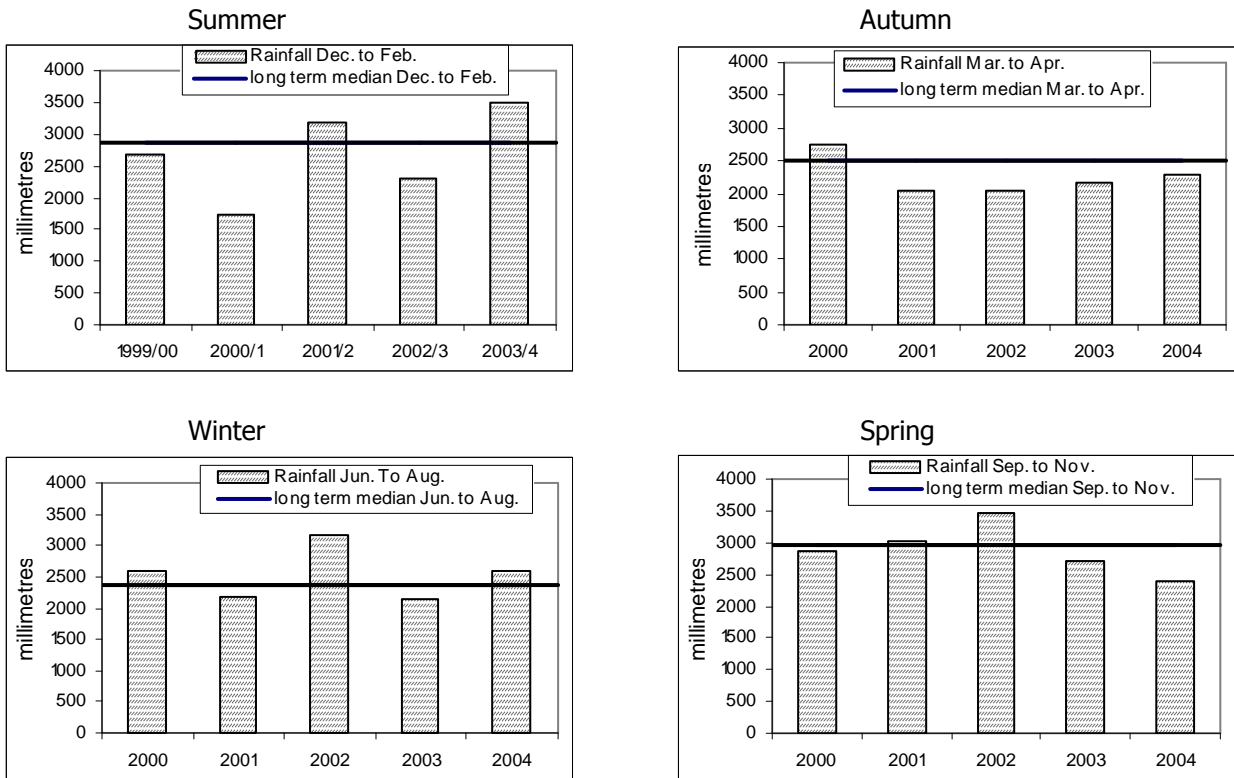 Summer
Rainfall Dec. to Feb.
long term median Dec. to Feb.
millimetres
4000
3500
3000
2500
2000
1500
1000
500
0
1999/00 2000/1 2001/2 2002/3 2003/4
Autumn
Rainfall Mar. to Apr.
long term median Mar. to Apr.
millimetres
4000
3500
3000
2500
2000
1500
1000
500
0
2000 2001 2002 2003 2004
Winter
Rainfall Jun. To Aug.
long term median Jun. to Aug.
millimetres
4000
3500
3000
2500
2000
1500
1000
500
0
2000 2001 2002 2003 2004
Spring
Rainfall Sep. to Nov.
long term median Sep. to Nov.
millimetres
4000
3500
3000
2500
2000
1500
1000
500
0
2000 2001 2002 2003 2004